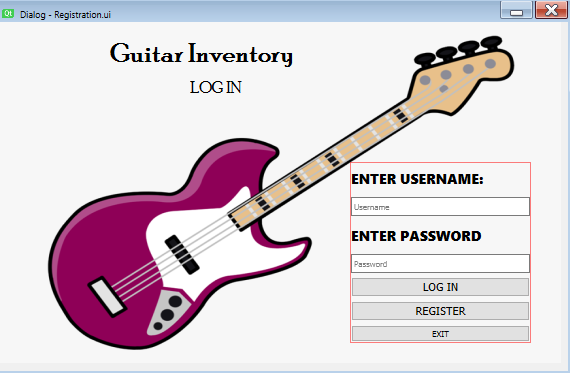 Qt Dialog - Registration.ui
Guitar Inventory
LOG IN
ENTER USERNAME:
Username
ENTER PASSWORD
Password
LOG IN
REGISTER
EXIT